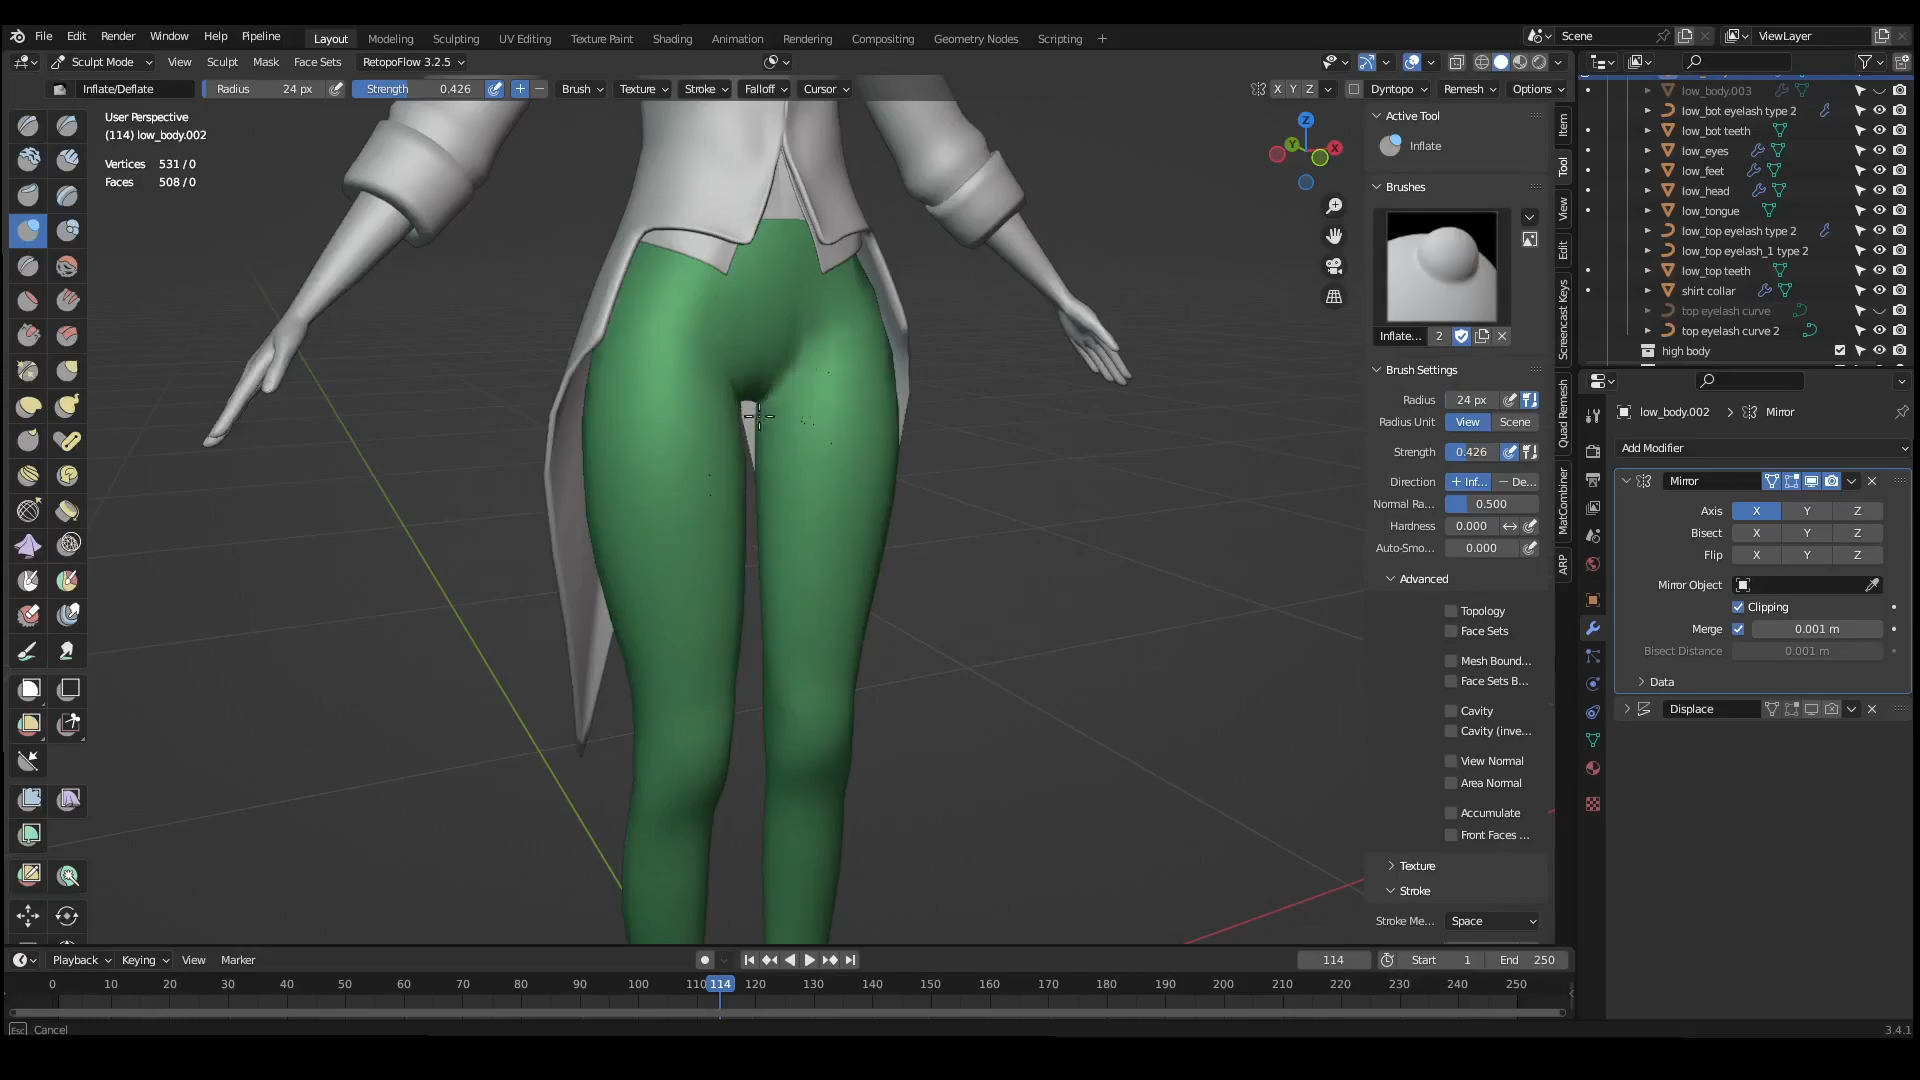 File Edit Render Window Help Pipeline Layout Modeling Sculpting UV Editing Texture Paint Shading Animation Rendering Compositing Geometry Nodes Scripting + Scene ViewLayer
Sculpt Mode View Sculpt Mask Face Sets RetopoFlow 3.2.5
Inflate/Deflate Radius 24 px Strength 0.426 + − Brush Texture Stroke Falloff Cursor X Y Z Dyntopo Remesh Options
User Perspective
(114) low_body.002
Vertices 531 / 0
Faces 508 / 0
Z
Y
X
Active Tool
Inflate
Brushes
Inflate... 2
Brush Settings
Radius 24 px
Radius Unit View Scene
Strength 0.426
Direction + Inf... − De...
Normal Ra... 0.500
Hardness 0.000
Auto-Smo... 0.000
Advanced
Topology
Face Sets
Mesh Bound...
Face Sets B...
Cavity
Cavity (inve...
View Normal
Area Normal
Accumulate
Front Faces ...
Texture
Stroke
Stroke Me... Space
Item
Tool
View
Edit
Screencast Keys
Quad Remesh
MatCombiner
ARP
low_body.003
low_bot eyelash type 2
low_bot teeth
low_eyes
low_feet
low_head
low_tongue
low_top eyelash type 2
low_top eyelash_1 type 2
low_top teeth
shirt collar
top eyelash curve
top eyelash curve 2
high body
low_body.002 Mirror
Add Modifier
Mirror
Axis X Y Z
Bisect X Y Z
Flip X Y Z
Mirror Object
Clipping
Merge 0.001 m
Bisect Distance 0.001 m
Data
Displace
Playback Keying View Marker 114 Start 1 End 250
0 10 20 30 40 50 60 70 80 90 100 110 114 120 130 140 150 160 170 180 190 200 210 220 230 240 250
Esc Cancel 3.4.1